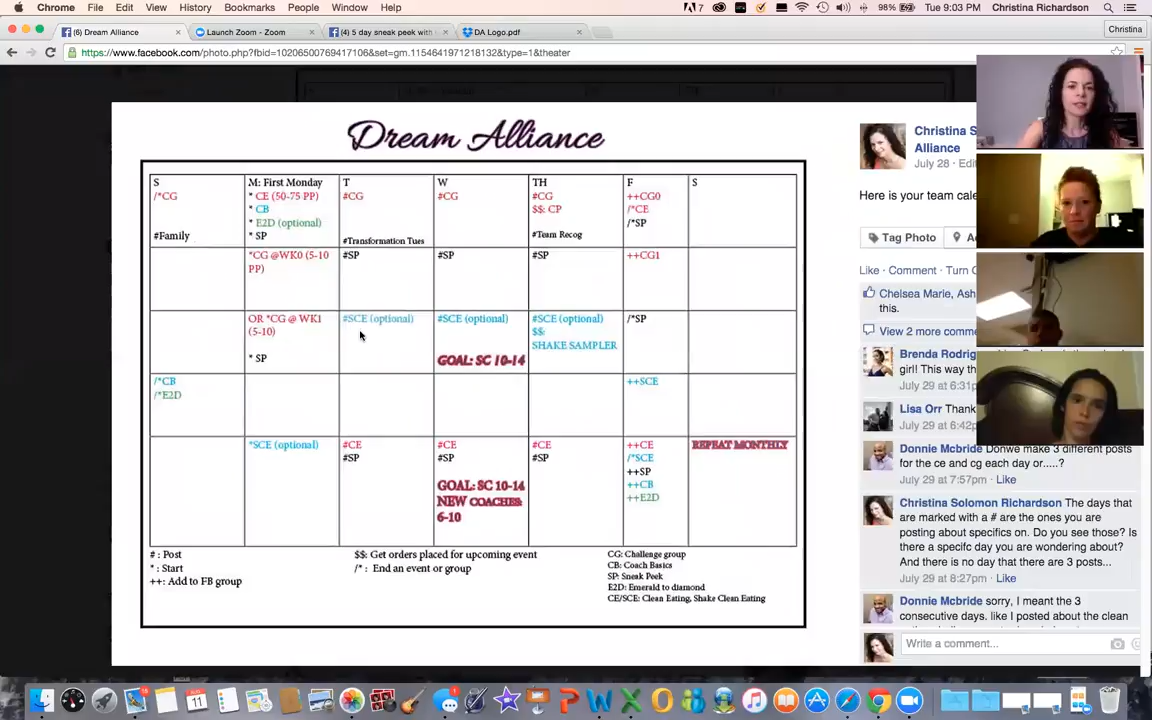 Chrome File Edit View History Bookmarks People Window Help
7 98% Tue 9:03 PM Christina Richardson
(6) Dream Alliance
Launch Zoom - Zoom
(4) 5 day sneak peek with
DA Logo.pdf
Christina
https://www.facebook.com/photo.php?fbid=10206500769417106&set=gm.1154641971218132&type=1&theater
Dream Alliance
S
/*CG
#Family
M: First Monday
* CE (50-75 PP)
* CB
* E2D (optional)
* SP
T
#CG
#Transformation Tues
W
#CG
TH
#CG
$$: CP
#Team Recog
F
++CG0
/*CE
/*SP
S
*CG @WK0 (5-10
PP)
#SP
#SP
#SP
++CG1
OR *CG @ WK1
(5-10)
* SP
#SCE (optional)
#SCE (optional)
GOAL: SC 10-14
#SCE (optional)
$$:
SHAKE SAMPLER
/*SP
/*CB
/*E2D
++SCE
*SCE (optional)
#CE
#SP
#CE
#SP
GOAL: SC 10-14
NEW COACHES:
6-10
#CE
#SP
++CE
/*SCE
++SP
++CB
++E2D
REPEAT MONTHLY
# : Post
* : Start
++: Add to FB group
$$: Get orders placed for upcoming event
/* : End an event or group
CG: Challenge group
CB: Coach Basics
SP: Sneak Peek
E2D: Emerald to diamond
CE/SCE: Clean Eating, Shake Clean Eating
Christina S
Alliance
July 28 · Edi
Here is your team cale
Tag Photo
Like · Comment · Turn
Chelsea Marie, Ash
this.
View 2 more comme
Brenda Rodrig
girl! This way th
July 29 at 6:31
Lisa Orr Thank
July 29 at 6:42
Donnie Mcbride Donwe make 3 different posts
for the ce and cg each day or.....?
July 29 at 7:57pm · Like
Christina Solomon Richardson The days that
are marked with a # are the ones you are
posting about specifics on. Do you see those? Is
there a specifc day you are wondering about?
And there is no day that there are 3 posts...
July 29 at 8:27pm · Like
Donnie Mcbride sorry, I meant the 3
consecutive days. like I posted about the clean
Write a comment...